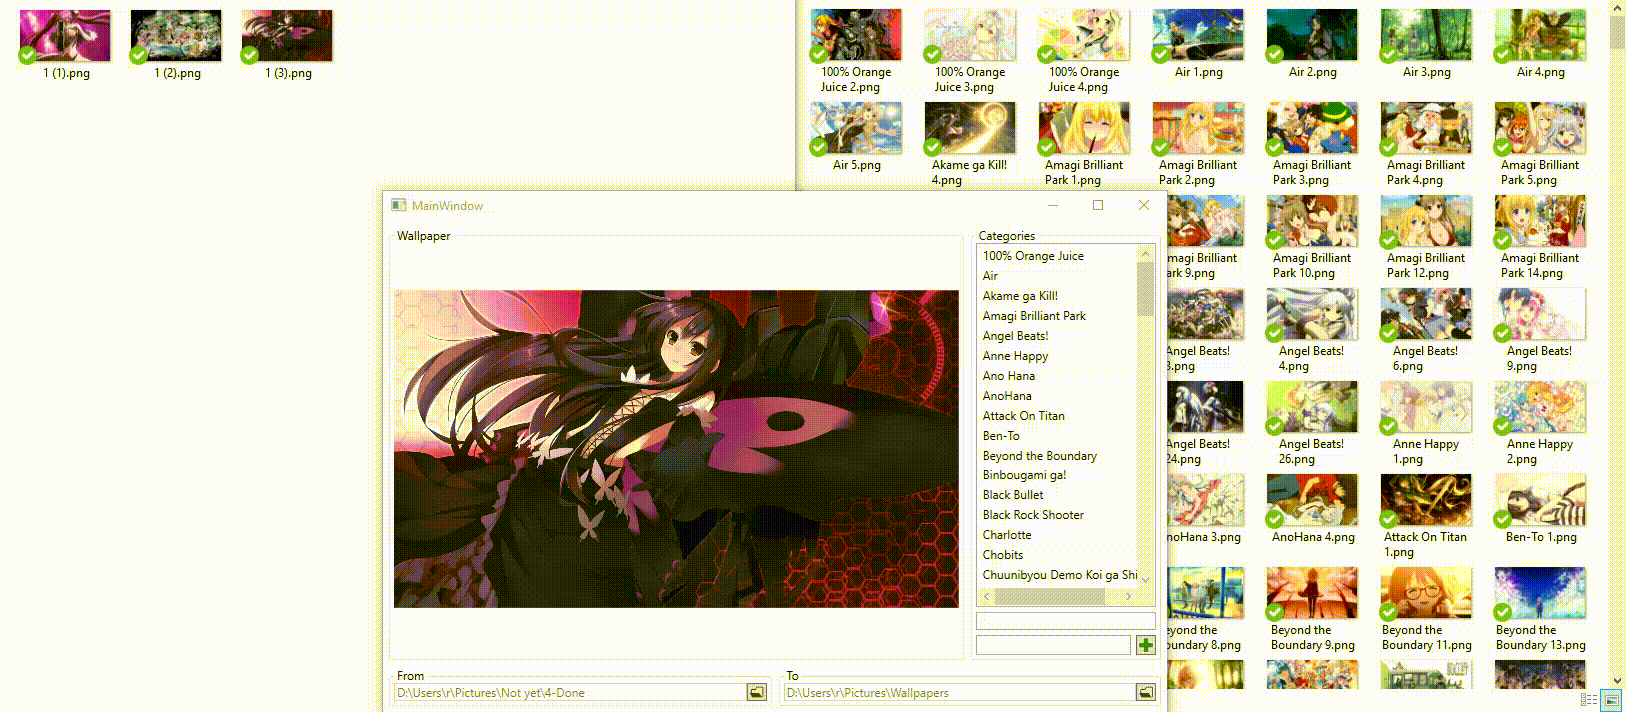 1 (1).png
1 (2).png
1 (3).png
100% Orange
Juice 2.png
100% Orange
Juice 3.png
100% Orange
Juice 4.png
Air 1.png
Air 2.png
Air 3.png
Air 4.png
Air 5.png
Akame ga Kill!
4.png
Amagi Brilliant
Park 1.png
Amagi Brilliant
Park 2.png
Amagi Brilliant
Park 3.png
Amagi Brilliant
Park 4.png
Amagi Brilliant
Park 5.png
magi Brilliant
Park 9.png
Amagi Brilliant
Park 10.png
Amagi Brilliant
Park 12.png
Amagi Brilliant
Park 14.png
Angel Beats!
3.png
Angel Beats!
4.png
Angel Beats!
6.png
Angel Beats!
9.png
Angel Beats!
24.png
Angel Beats!
26.png
Anne Happy
1.png
Anne Happy
2.png
noHana 3.png
AnoHana 4.png
Attack On Titan
1.png
Ben-To 1.png
eyond the
oundary 8.png
Beyond the
Boundary 9.png
Beyond the
Boundary 11.png
Beyond the
Boundary 13.png
MainWindow
Wallpaper
Categories
100% Orange Juice
Air
Akame ga Kill!
Amagi Brilliant Park
Angel Beats!
Anne Happy
Ano Hana
AnoHana
Attack On Titan
Ben-To
Beyond the Boundary
Binbougami ga!
Black Bullet
Black Rock Shooter
Charlotte
Chobits
Chuunibyou Demo Koi ga Shi
From
D:\Users\r\Pictures\Not yet\4-Done
To
D:\Users\r\Pictures\Wallpapers